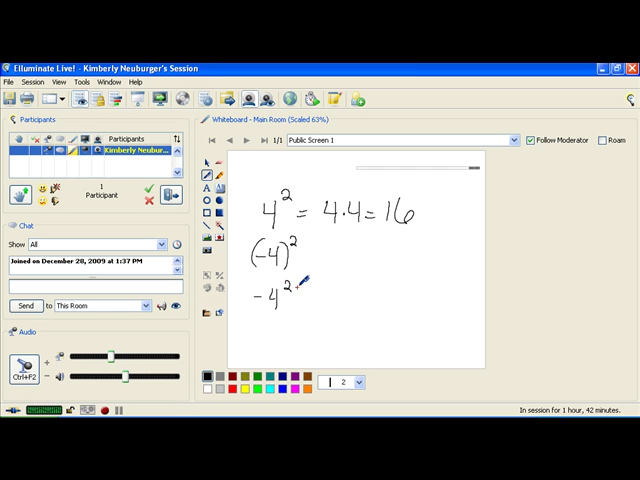 Elluminate Live! - Kimberly Neuburger's Session
File Session View Tools Window Help
Participants
Participants
Kimberly Neubur...
1
Participant
Chat
Show All
Joined on December 28, 2009 at 1:37 PM
Send to This Room
Audio
Ctrl+F2
Whiteboard - Main Room (Scaled 63%)
1/1 Public Screen 1 Follow Moderator Roam
4² = 4·4 = 16
(-4)²
-4²
2
In session for 1 hour, 42 minutes.